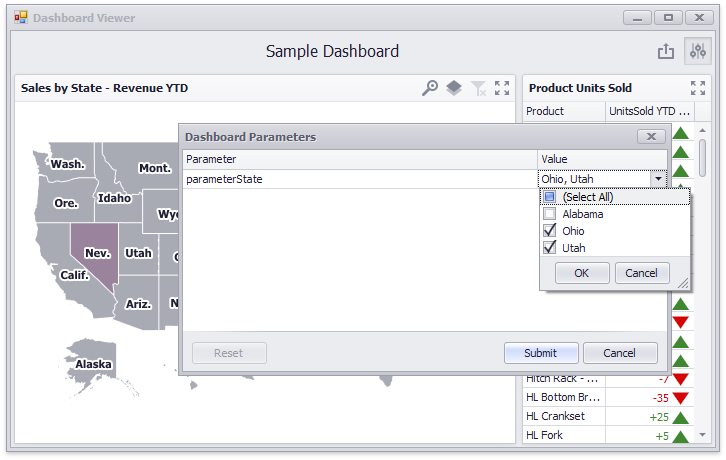 Dashboard Viewer
Sample Dashboard
Sales by State - Revenue YTD
Product Units Sold
Product UnitsSold YTD ...
Wash.
Mont.
Ore.
Idaho
Nev.
Utah
Calif.
Ariz.
Alaska
Dashboard Parameters
Parameter Value
parameterState Ohio, Utah
(Select All)
Alabama
Ohio
Utah
OK Cancel
Reset Submit Cancel
Hitch Rack - ... -7
HL Bottom Br... -35
HL Crankset +25
HL Fork +5